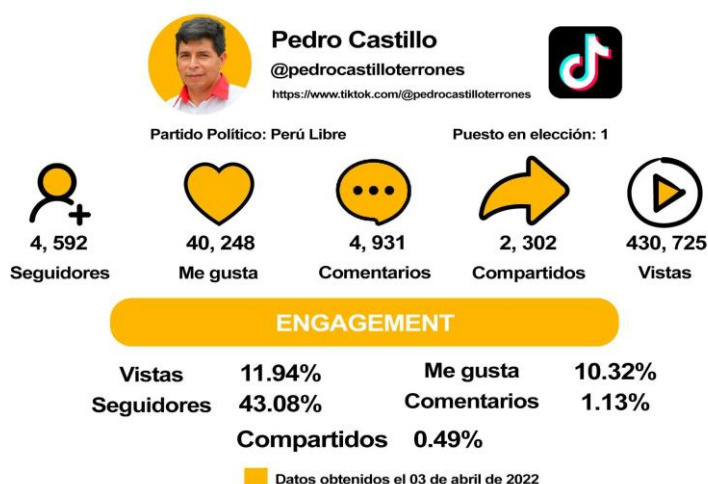 Pedro Castillo
@pedrocastilloterrones
https://www.tiktok.com/@pedrocastilloterrones
Partido Político: Perú Libre Puesto en elección: 1
4, 592 40, 248 4, 931 2, 302 430, 725
Seguidores Me gusta Comentarios Compartidos Vistas
ENGAGEMENT
Vistas 11.94% Me gusta 10.32%
Seguidores 43.08% Comentarios 1.13%
Compartidos 0.49%
Datos obtenidos el 03 de abril de 2022